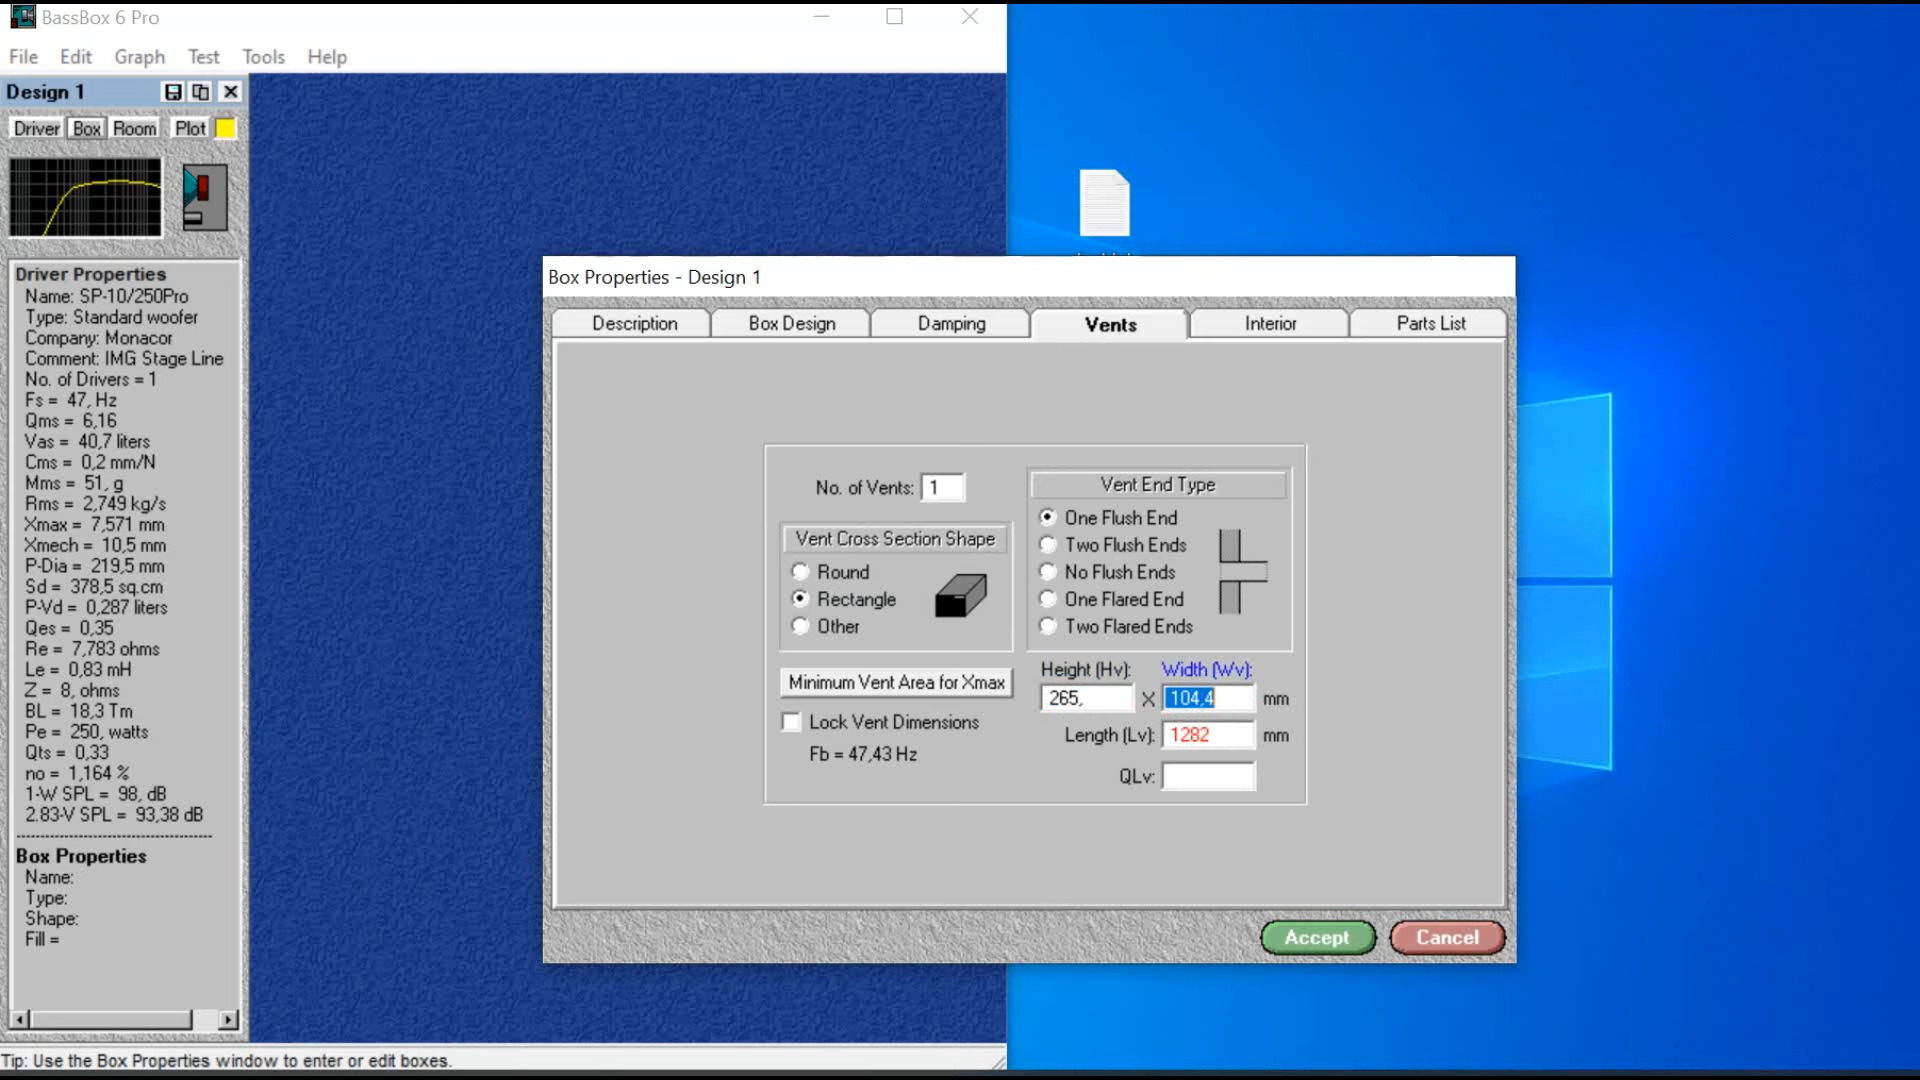 BassBox 6 Pro
File Edit Graph Test Tools Help
Design 1
Driver Box Room Plot
Driver Properties
Name: SP-10/250Pro
Type: Standard woofer
Company: Monacor
Comment: IMG Stage Line
No. of Drivers = 1
Fs = 47, Hz
Qms = 6,16
Vas = 40,7 liters
Cms = 0,2 mm/N
Mms = 51, g
Rms = 2,749 kg/s
Xmax = 7,571 mm
Xmech = 10,5 mm
P-Dia = 219,5 mm
Sd = 378,5 sq.cm
P-Vd = 0,287 liters
Qes = 0,35
Re = 7,783 ohms
Le = 0,83 mH
Z = 8, ohms
BL = 18,3 Tm
Pe = 250, watts
Qts = 0,33
no = 1,164 %
1-W SPL = 98, dB
2.83-V SPL = 93,38 dB
Box Properties
Name:
Type:
Shape:
Fill =
Tip: Use the Box Properties window to enter or edit boxes.
Box Properties - Design 1
Description Box Design Damping Vents Interior Parts List
No. of Vents: 1
Vent Cross Section Shape
Round
Rectangle
Other
Minimum Vent Area for Xmax
Lock Vent Dimensions
Fb = 47,43 Hz
Vent End Type
One Flush End
Two Flush Ends
No Flush Ends
One Flared End
Two Flared Ends
Height (Hv): Width (Wv):
265, X 104,4 mm
Length (Lv): 1282 mm
QLv:
Accept Cancel